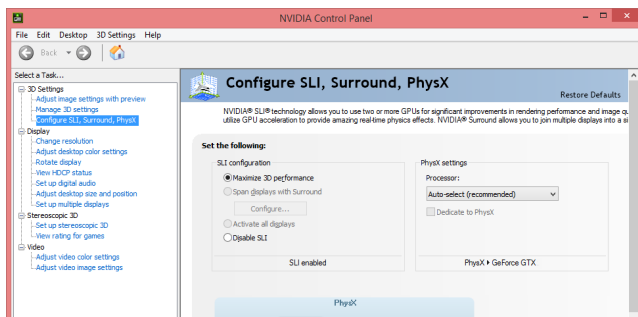 NVIDIA Control Panel
File Edit Desktop 3D Settings Help
Back
Select a Task...
3D Settings
Adjust image settings with preview
Manage 3D settings
Configure SLI, Surround, PhysX
Display
Change resolution
Adjust desktop color settings
Rotate display
View HDCP status
Set up digital audio
Adjust desktop size and position
Set up multiple displays
Stereoscopic 3D
Set up stereoscopic 3D
View rating for games
Video
Adjust video color settings
Adjust video image settings
Configure SLI, Surround, PhysX
Restore Defaults
NVIDIA® SLI® technology allows you to use two or more GPUs for significant improvements in rendering performance and image qu
utilize GPU acceleration to provide amazing real-time physics effects. NVIDIA® Surround allows you to join multiple displays into a si
Set the following:
SLI configuration
Maximize 3D performance
Span displays with Surround
Configure...
Activate all displays
Disable SLI
SLI enabled
PhysX settings
Processor:
Auto-select (recommended)
Dedicate to PhysX
PhysX ▸ GeForce GTX
PhysX